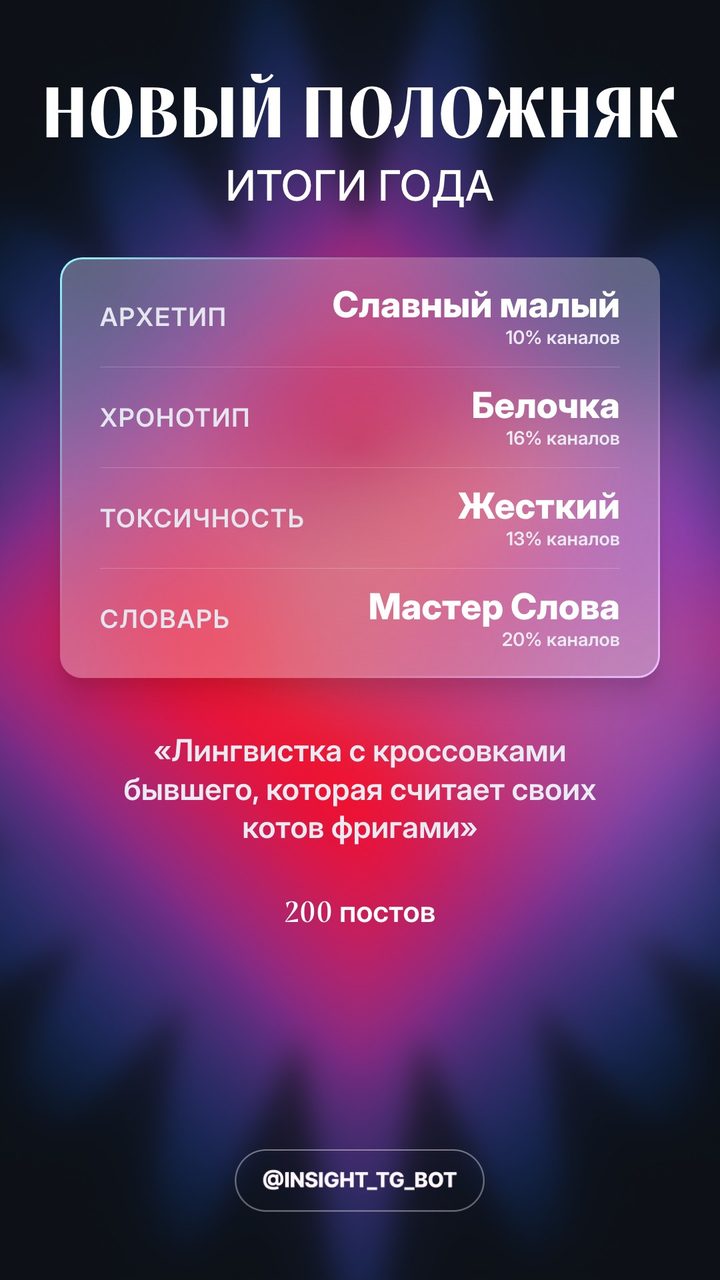 НОВЫЙ ПОЛОЖНЯК
ИТОГИ ГОДА
АРХЕТИП
Славный малый
10% каналов
ХРОНОТИП
Белочка
16% каналов
ТОКСИЧНОСТЬ
Жесткий
13% каналов
СЛОВАРЬ
Мастер Слова
20% каналов
«Лингвистка с кроссовками
бывшего, которая считает своих
котов фригами»
200 постов
@INSIGHT_TG_BOT